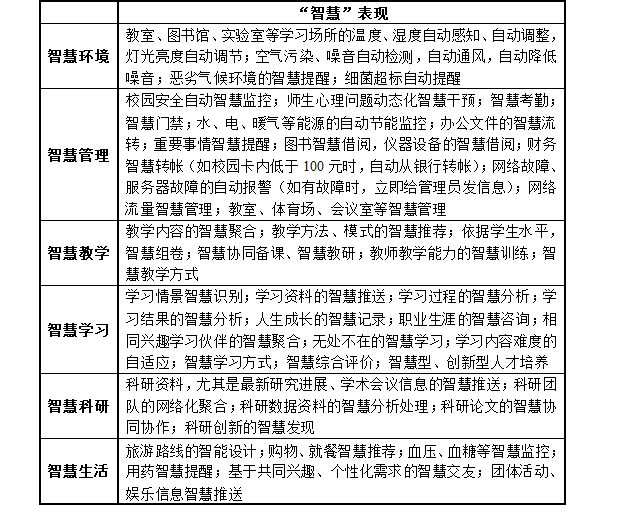 “智慧”表现
智慧环境
教室、图书馆、实验室等学习场所的温度、湿度自动感知、自动调整，
灯光亮度自动调节；空气污染、噪音自动检测，自动通风，自动降低
噪音；恶劣气候环境的智慧提醒；细菌超标自动提醒
智慧管理
校园安全自动智慧监控；师生心理问题动态化智慧干预；智慧考勤；
智慧门禁；水、电、暖气等能源的自动节能监控；办公文件的智慧流
转；重要事情智慧提醒；图书智慧借阅，仪器设备的智慧借阅；财务
智慧转帐（如校园卡内低于 100 元时，自动从银行转帐）；网络故障、
服务器故障的自动报警（如有故障时，立即给管理员发信息）；网络
流量智慧管理；教室、体育场、会议室等智慧管理
智慧教学
教学内容的智慧聚合；教学方法、模式的智慧推荐；依据学生水平，
智慧组卷；智慧协同备课、智慧教研；教师教学能力的智慧训练；智
慧教学方式
智慧学习
学习情景智慧识别；学习资料的智慧推送；学习过程的智慧分析；学
习结果的智慧分析；人生成长的智慧记录；职业生涯的智慧咨询；相
同兴趣学习伙伴的智慧聚合；无处不在的智慧学习；学习内容难度的
自适应；智慧学习方式；智慧综合评价；智慧型、创新型人才培养
智慧科研
科研资料，尤其是最新研究进展、学术会议信息的智慧推送；科研团
队的网络化聚合；科研数据资料的智慧分析处理；科研论文的智慧协
同协作；科研创新的智慧发现
智慧生活
旅游路线的智能设计；购物、就餐智慧推荐；血压、血糖等智慧监控；
用药智慧提醒；基于共同兴趣、个性化需求的智慧交友；团体活动、
娱乐信息智慧推送